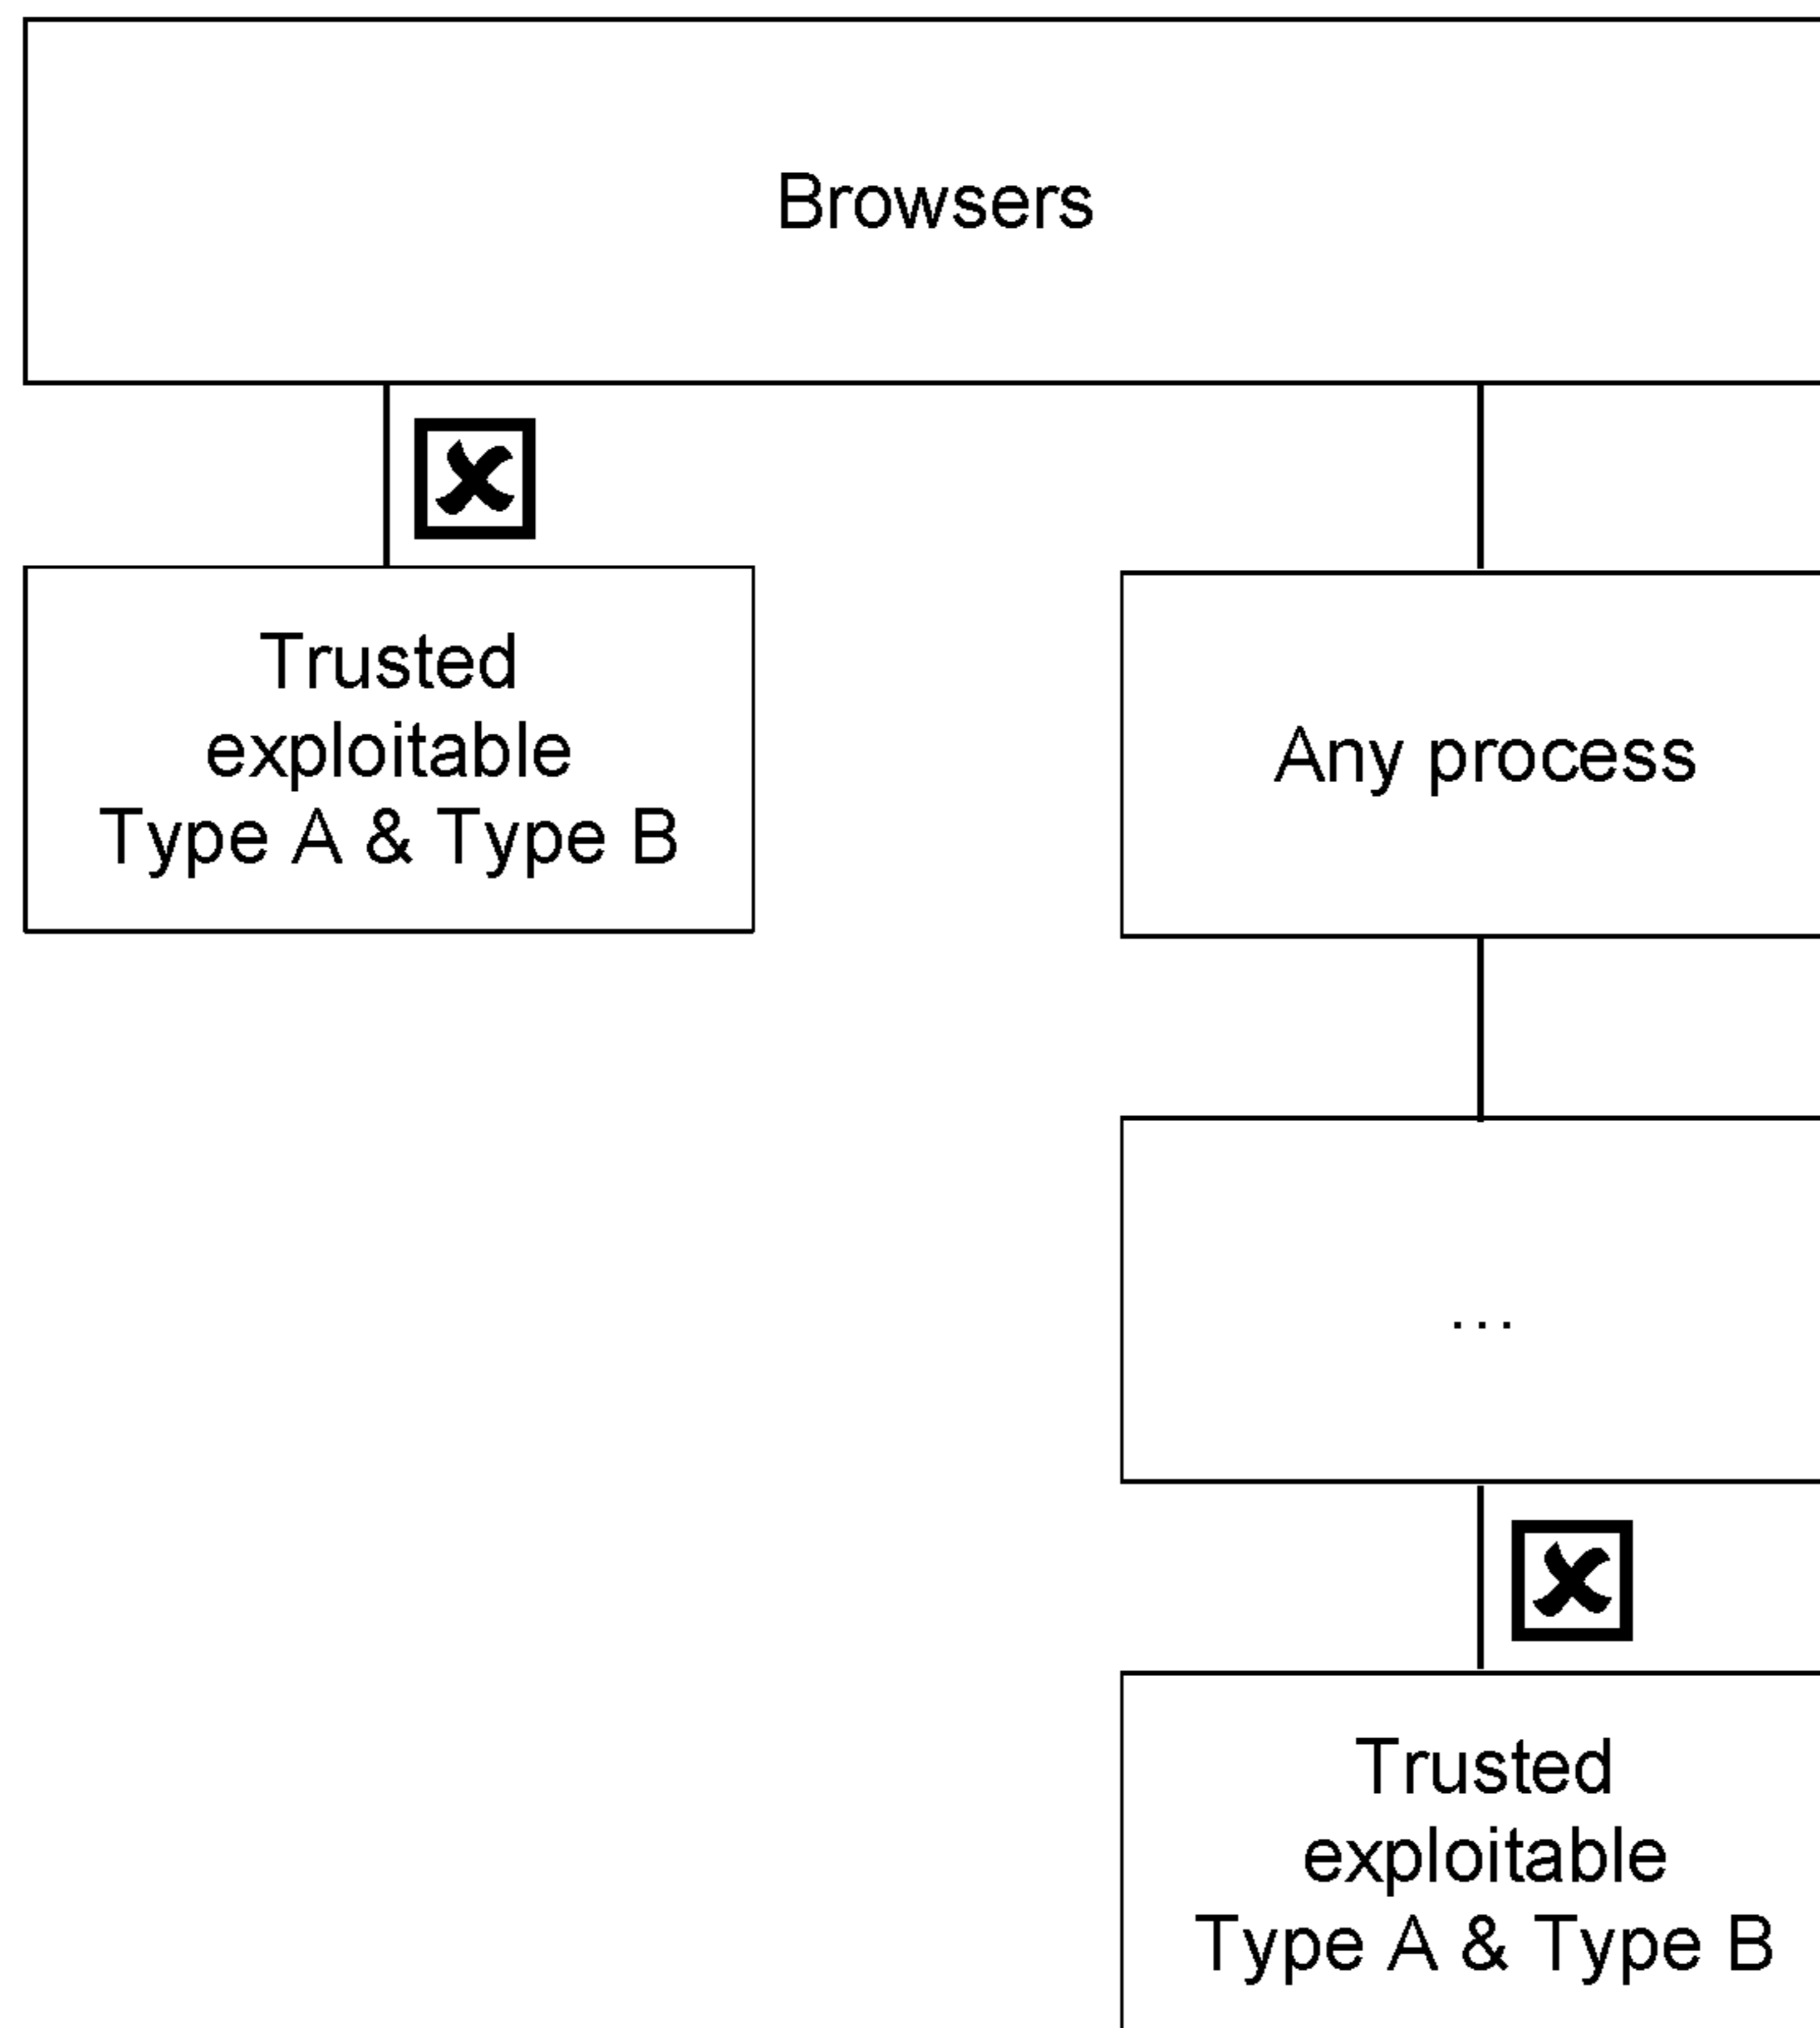 Browsers
Trusted
exploitable
Type A & Type B
Any process
...
Trusted
exploitable
Type A & Type B